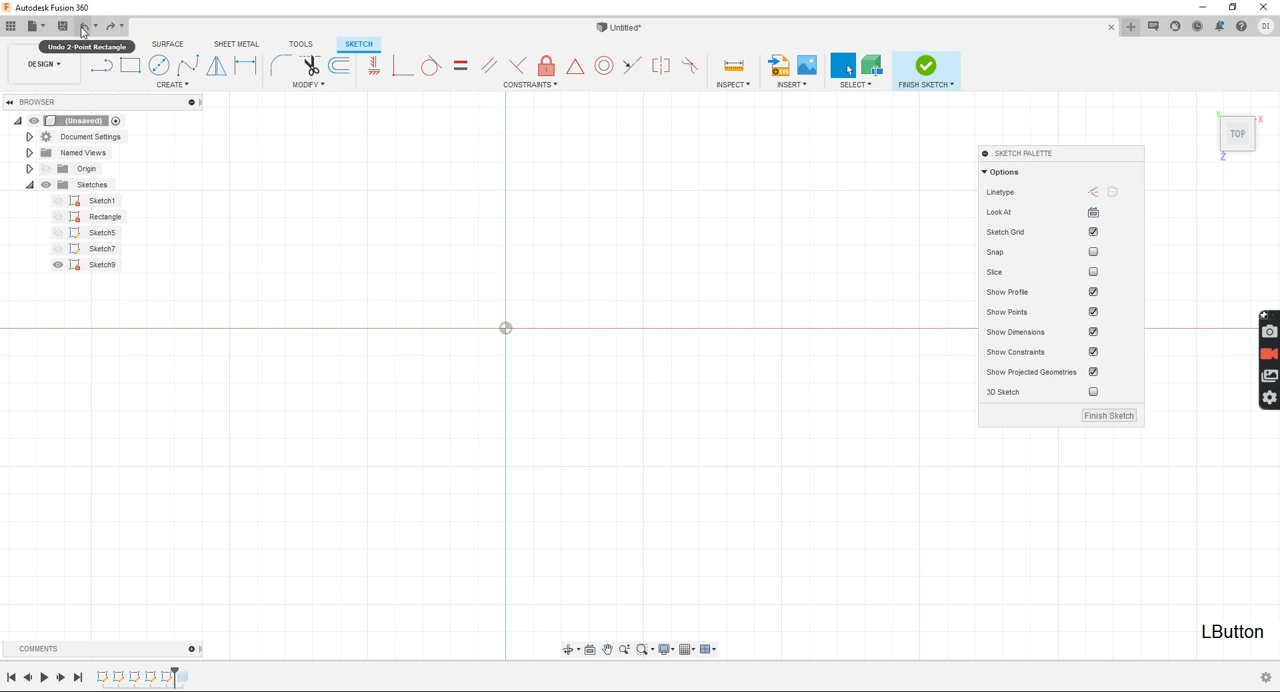 Autodesk Fusion 360
Untitled*
DI
Undo 2-Point Rectangle
SURFACE
SHEET METAL
TOOLS
SKETCH
DESIGN
CREATE
MODIFY
CONSTRAINTS
INSPECT
INSERT
SELECT
FINISH SKETCH
BROWSER
(Unsaved)
Document Settings
Named Views
Origin
Sketches
Sketch1
Rectangle
Sketch5
Sketch7
Sketch9
Y
X
TOP
Z
SKETCH PALETTE
Options
Linetype
Look At
Sketch Grid
Snap
Slice
Show Profile
Show Points
Show Dimensions
Show Constraints
Show Projected Geometries
3D Sketch
Finish Sketch
LButton
COMMENTS